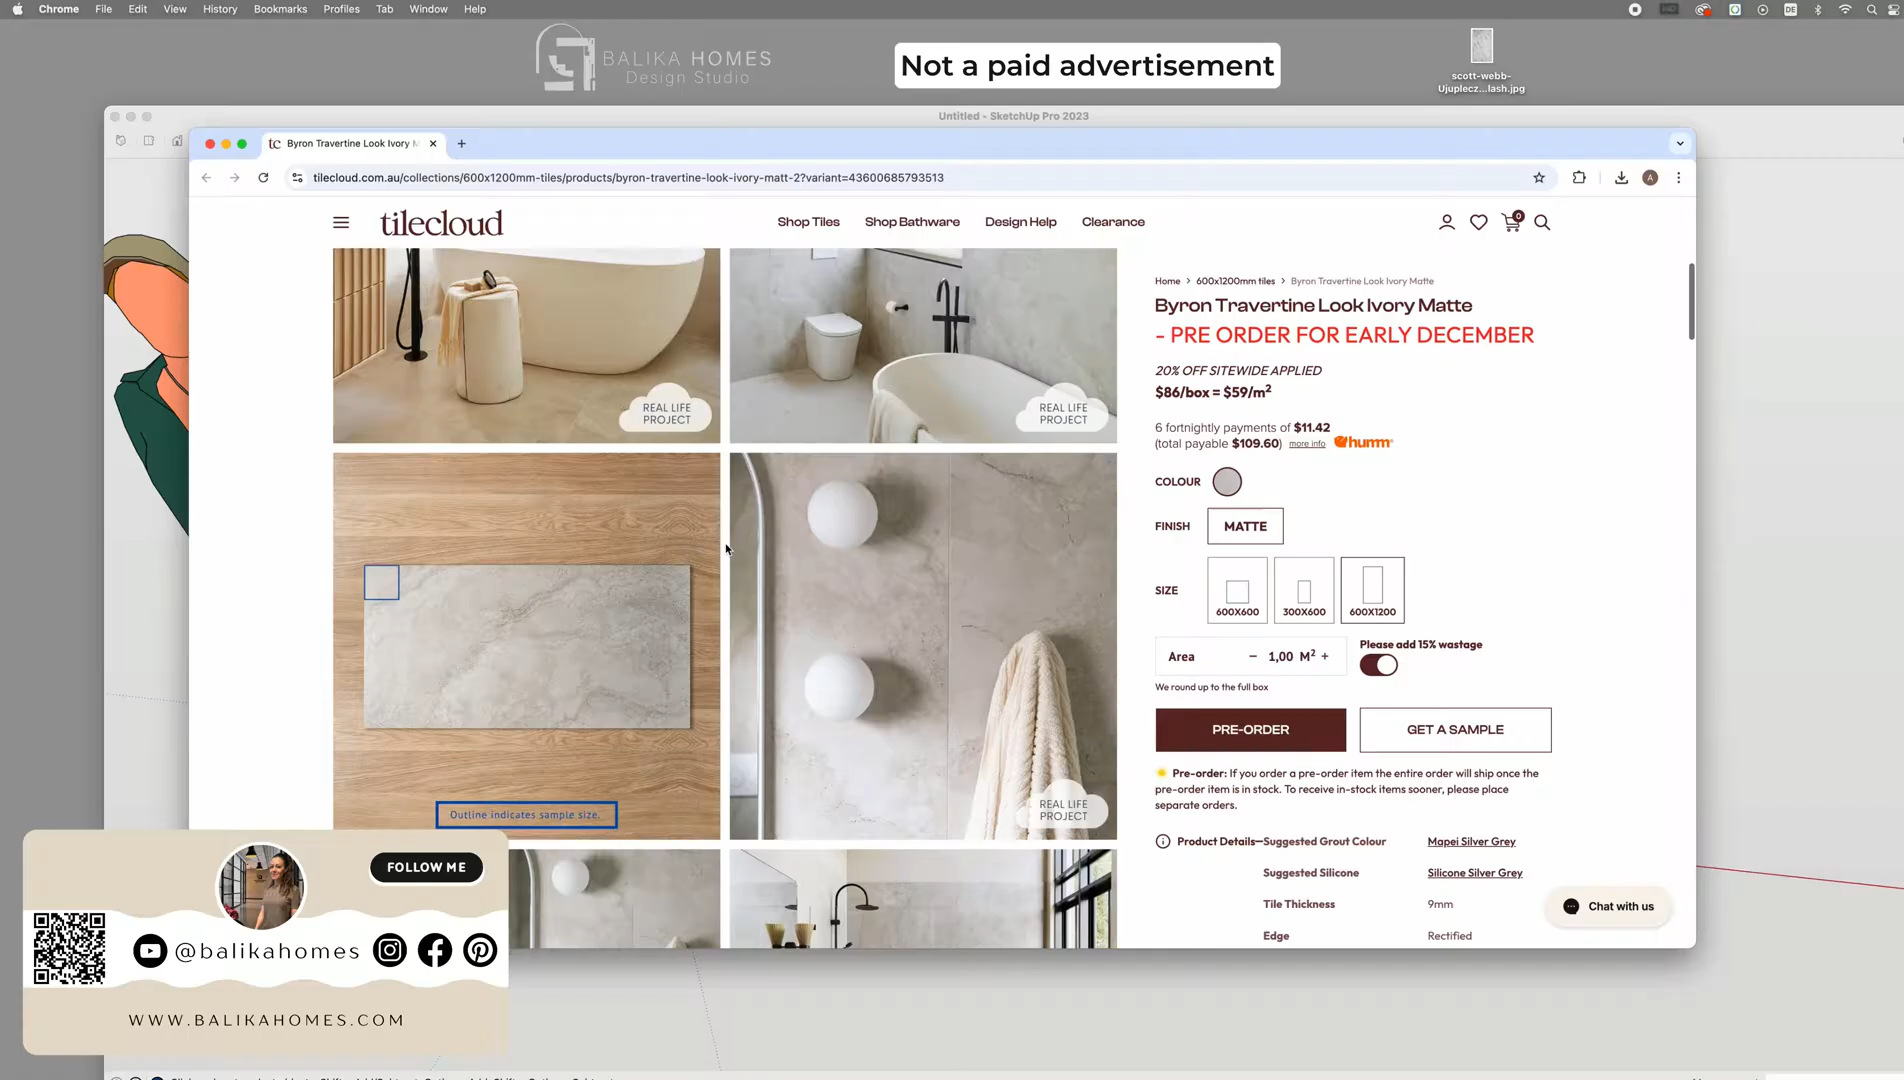 Chrome File Edit View History Bookmarks Profiles Tab Window Help
DE
BALIKA HOMES
Design Studio
Not a paid advertisement
scott-webb-
Ujuplecz...lash.jpg
Untitled - SketchUp Pro 2023
tc Byron Travertine Look Ivory M
tilecloud.com.au/collections/600x1200mm-tiles/products/byron-travertine-look-ivory-matt-2?variant=43600685793513
A
tilecloud
Shop Tiles Shop Bathware Design Help Clearance
0
REAL LIFE
PROJECT
REAL LIFE
PROJECT
Outline indicates sample size.
REAL LIFE
PROJECT
Home > 600x1200mm tiles > Byron Travertine Look Ivory Matte
Byron Travertine Look Ivory Matte
- PRE ORDER FOR EARLY DECEMBER
20% OFF SITEWIDE APPLIED
$86/box = $59/m²
6 fortnightly payments of $11.42
(total payable $109.60) more info humm
COLOUR
FINISH MATTE
SIZE 600X600 300X600 600X1200
Area − 1,00 M² +
Please add 15% wastage
We round up to the full box
PRE-ORDER
GET A SAMPLE
Pre-order: If you order a pre-order item the entire order will ship once the
pre-order item is in stock. To receive in-stock items sooner, please place
separate orders.
Product Details—Suggested Grout Colour Mapei Silver Grey
Suggested Silicone Silicone Silver Grey
Tile Thickness 9mm
Edge Rectified
Chat with us
FOLLOW ME
@balikahomes
WWW.BALIKAHOMES.COM